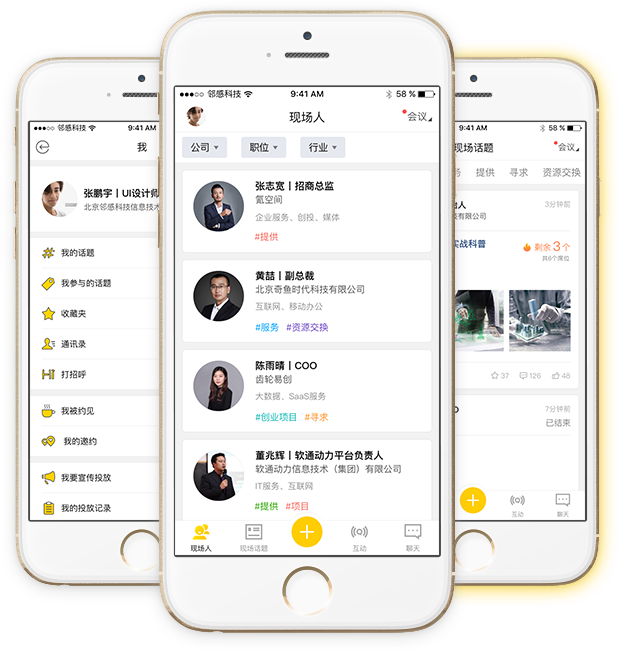 邻感科技
9:41 AM
我
张鹏宇丨UI设计师
北京邻感科技信息技术
我的话题
我参与的话题
收藏夹
通讯录
打招呼
我被约见
我的邀约
我要宣传投放
我的投放记录
邻感科技
9:41 AM
58 %
现场人
会议
公司
职位
行业
张志宽丨招商总监
氪空间
企业服务、创投、媒体
#提供
黄喆丨副总裁
北京奇鱼时代科技有限公司
互联网、移动办公
#服务 #资源交换
陈雨晴丨COO
齿轮易创
大数据、SaaS服务
#创业项目 #寻求
董兆辉丨软通动力平台负责人
软通动力信息技术（集团）有限公司
IT服务、互联网
#提供 #项目
现场人
现场话题
互动
聊天
9:41 AM
58 %
现场话题
会议
务
提供
寻求
资源交换
台人
3分钟前
技有限公司
实战科普
剩余3个
共6个席位
37
126
48
O
7分钟前
已结束
互动
聊天